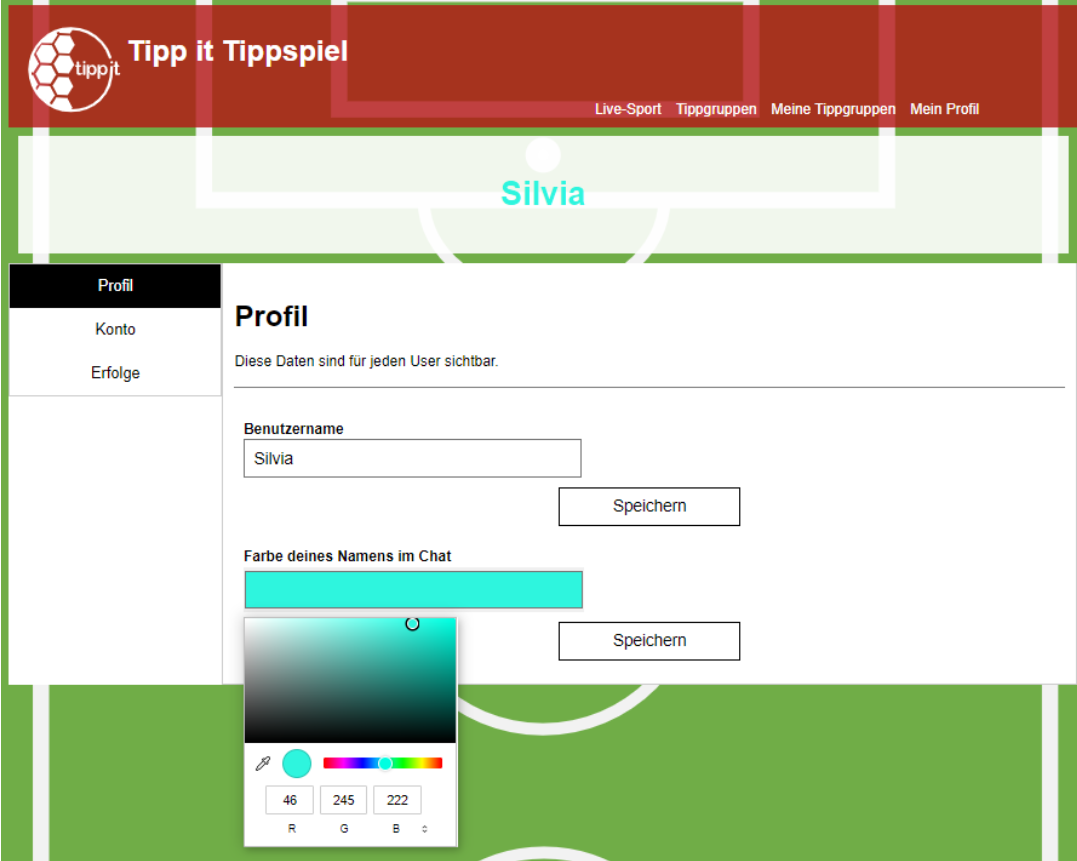 tippit
Tipp it Tippspiel
Live-Sport Tippgruppen Meine Tippgruppen Mein Profil
Silvia
Profil
Konto
Erfolge
Profil
Diese Daten sind für jeden User sichtbar.
Benutzername
Silvia
Speichern
Farbe deines Namens im Chat
Speichern
46 245 222
R G B